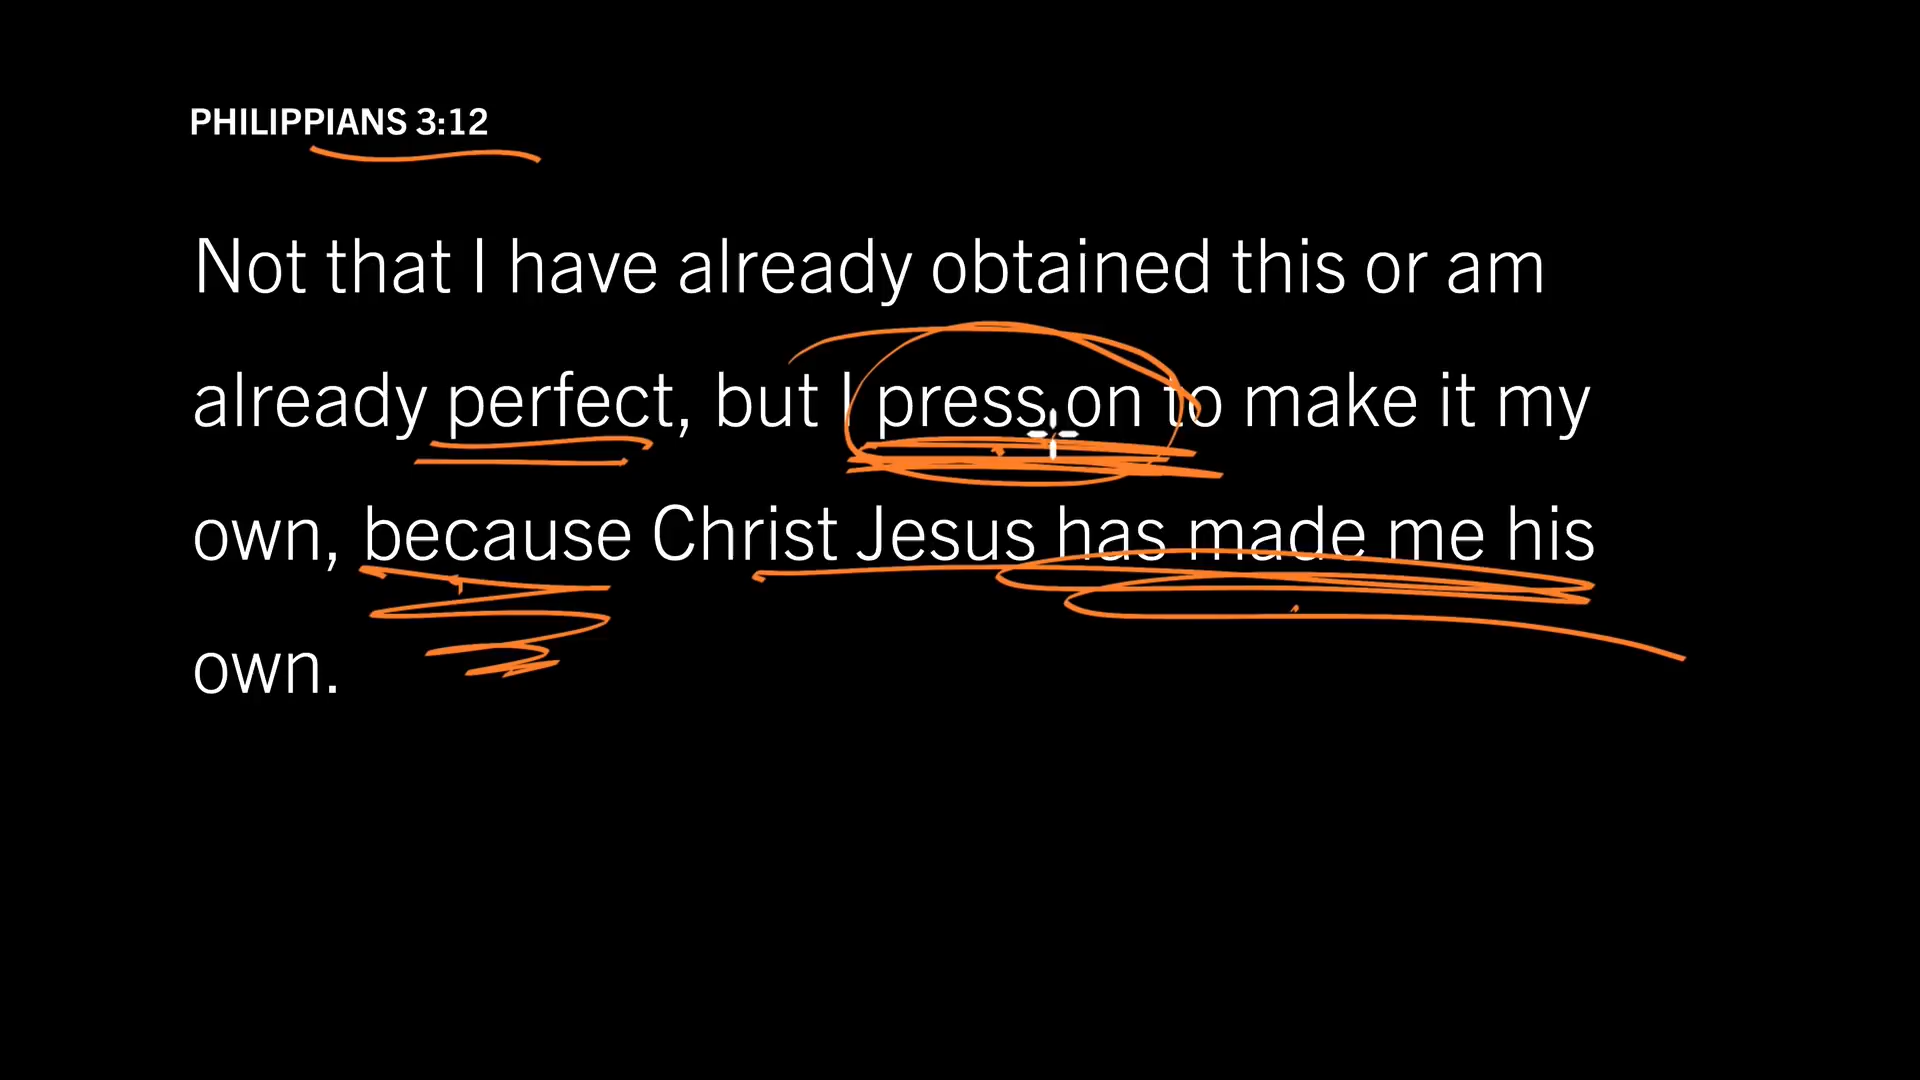 PHILIPPIANS 3:12
Not that I have already obtained this or am
already perfect, but I press on to make it my
own, because Christ Jesus has made me his
own.